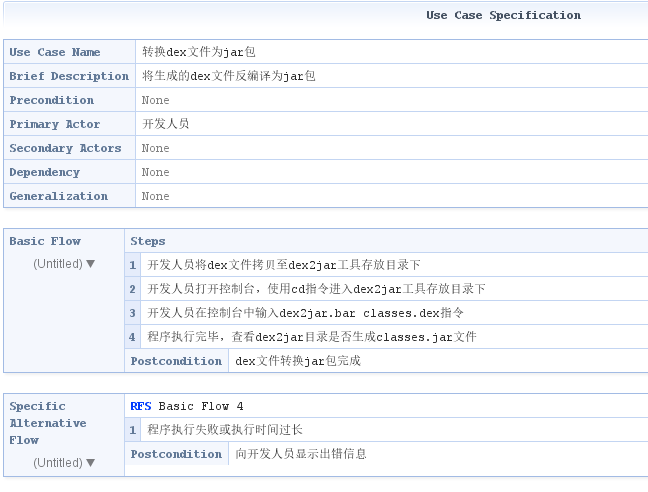 Use Case Specification
Use Case Name 转换dex文件为jar包
Brief Description 将生成的dex文件反编译为jar包
Precondition None
Primary Actor 开发人员
Secondary Actors None
Dependency None
Generalization None
Basic Flow Steps
(Untitled) ▼
1 开发人员将dex文件拷贝至dex2jar工具存放目录下
2 开发人员打开控制台，使用cd指令进入dex2jar工具存放目录下
3 开发人员在控制台中输入dex2jar.bar classes.dex指令
4 程序执行完毕，查看dex2jar目录是否生成classes.jar文件
Postcondition dex文件转换jar包完成
Specific
Alternative
Flow
(Untitled) ▼
RFS Basic Flow 4
1 程序执行失败或执行时间过长
Postcondition 向开发人员显示出错信息